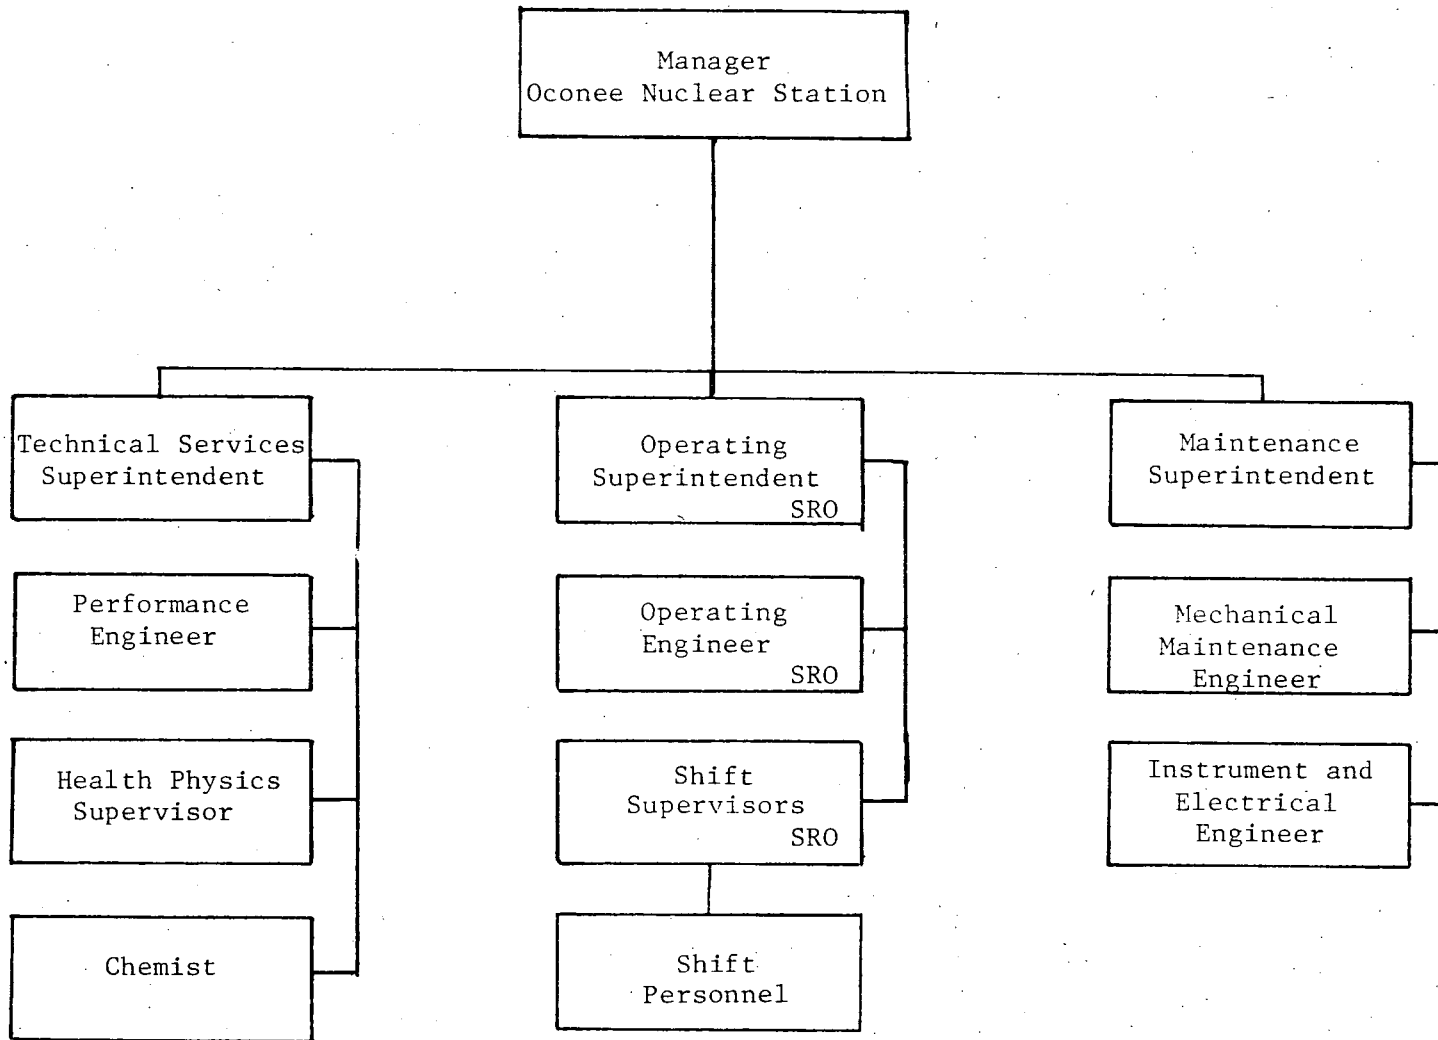 Manager
Oconee Nuclear Station
Technical Services
Superintendent
Performance
Engineer
Health Physics
Supervisor
Chemist
Operating
Superintendent
SRO
Operating
Engineer
SRO
Shift
Supervisors
SRO
Shift
Personnel
Maintenance
Superintendent
Mechanical
Maintenance
Engineer
Instrument and
Electrical
Engineer